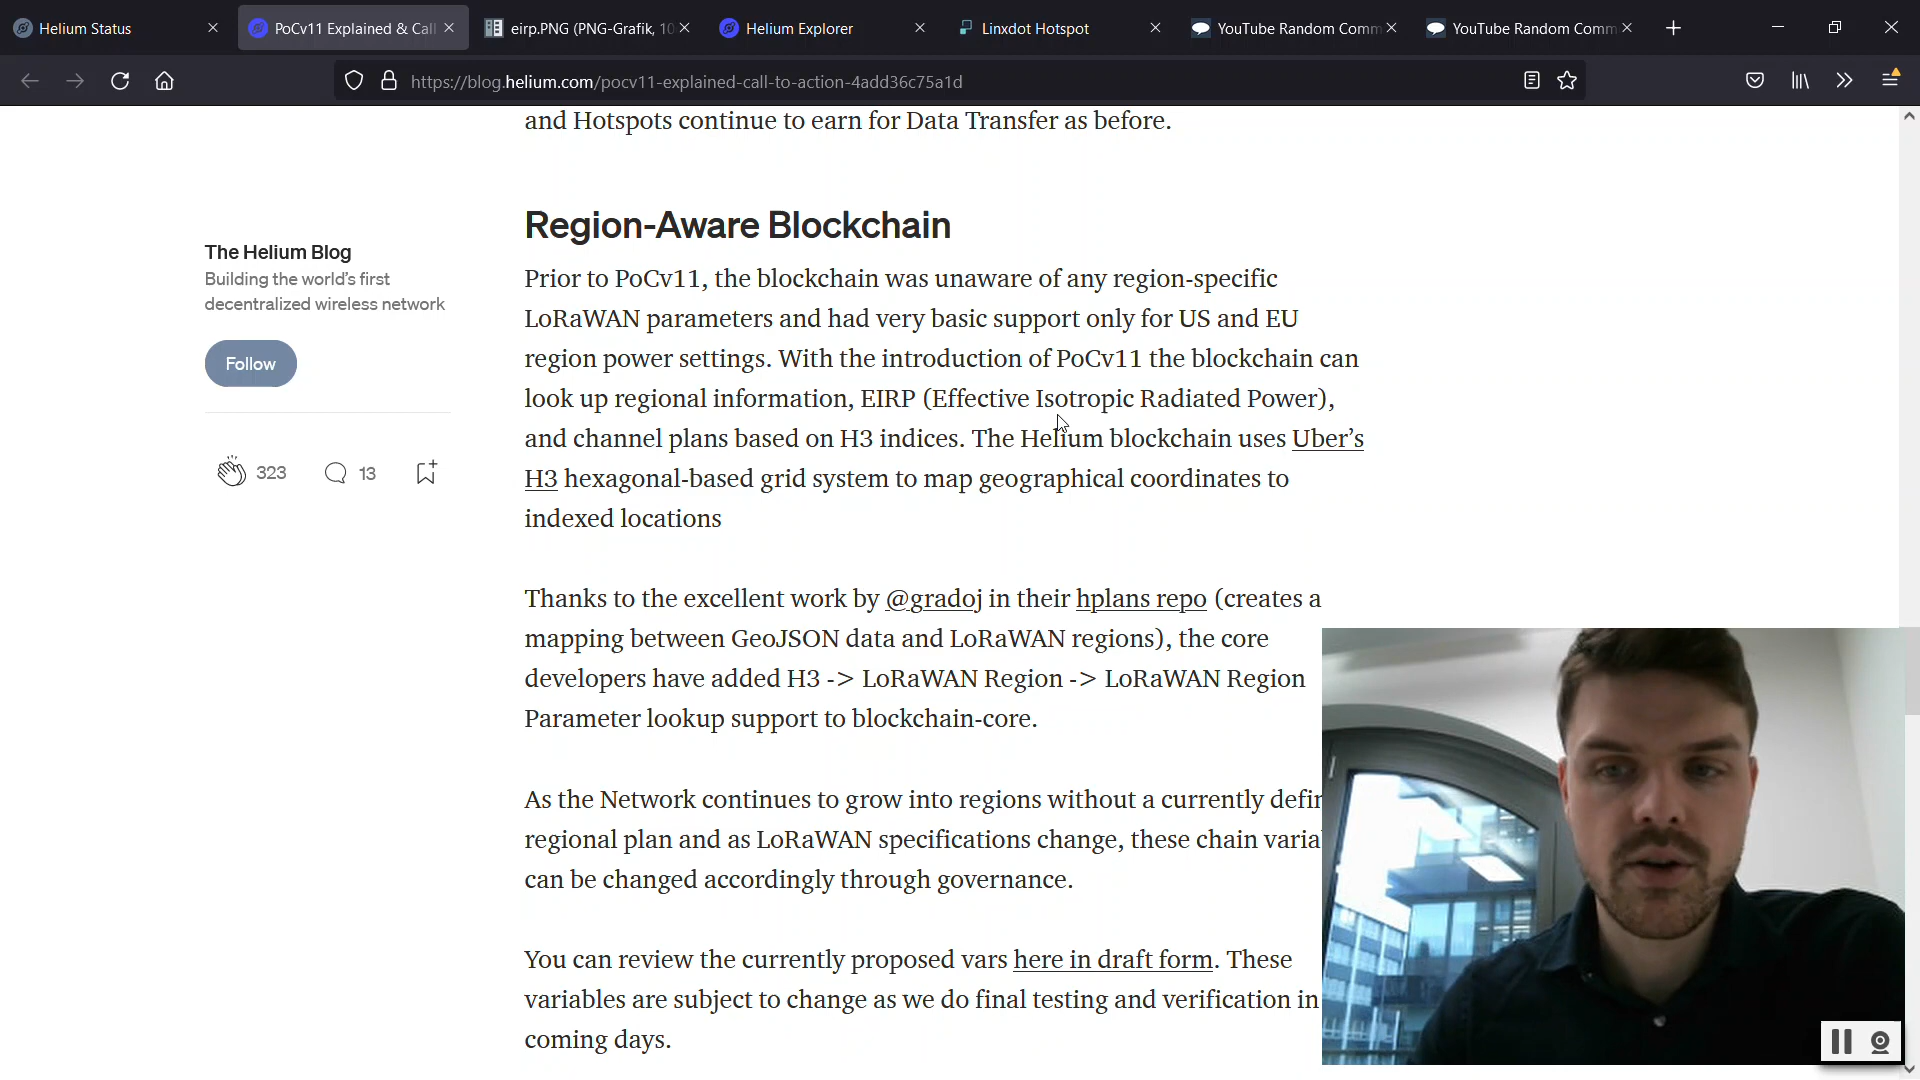 Helium Status
PoCv11 Explained & Call
eirp.PNG (PNG-Grafik, 10
Helium Explorer
Linxdot Hotspot
YouTube Random Comm
YouTube Random Comm
https://blog.helium.com/pocv11-explained-call-to-action-4add36c75a1d
and Hotspots continue to earn for Data Transfer as before.
The Helium Blog
Building the world's first
decentralized wireless network
Follow
323
13
Region-Aware Blockchain
Prior to PoCv11, the blockchain was unaware of any region-specific
LoRaWAN parameters and had very basic support only for US and EU
region power settings. With the introduction of PoCv11 the blockchain can
look up regional information, EIRP (Effective Isotropic Radiated Power),
and channel plans based on H3 indices. The Helium blockchain uses Uber's
H3 hexagonal-based grid system to map geographical coordinates to
indexed locations
Thanks to the excellent work by @gradoj in their hplans repo (creates a
mapping between GeoJSON data and LoRaWAN regions), the core
developers have added H3 -> LoRaWAN Region -> LoRaWAN Region
Parameter lookup support to blockchain-core.
As the Network continues to grow into regions without a currently defin
regional plan and as LoRaWAN specifications change, these chain varia
can be changed accordingly through governance.
You can review the currently proposed vars here in draft form. These
variables are subject to change as we do final testing and verification in
coming days.